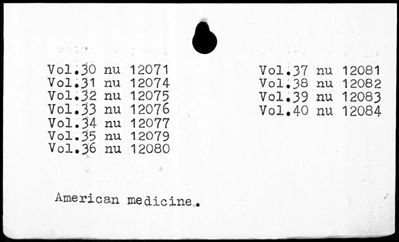 Vol.30 nu 12071
Vol.31 nu 12074
Vol.32 nu 12075
Vol.33 nu 12076
Vol.34 nu 12077
Vol.35 nu 12079
Vol.36 nu 12080
Vol.37 nu 12081
Vol.38 nu 12082
Vol.39 nu 12083
Vol.40 nu 12084
American medicine.